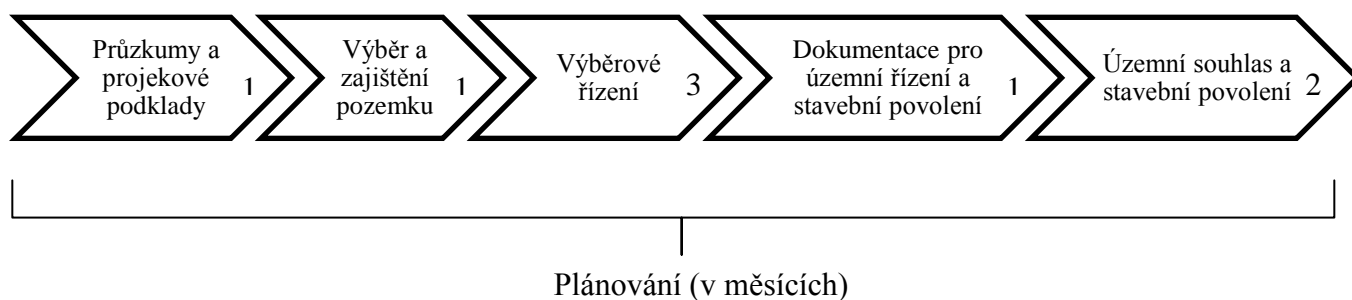 Průzkumy a
projekové
podklady
1
Výběr a
zajištění
pozemku
1
Výběrové
řízení
3
Dokumentace pro
územní řízení a
stavební povolení
1
Územní souhlas a
stavební povolení
2
Plánování (v měsících)